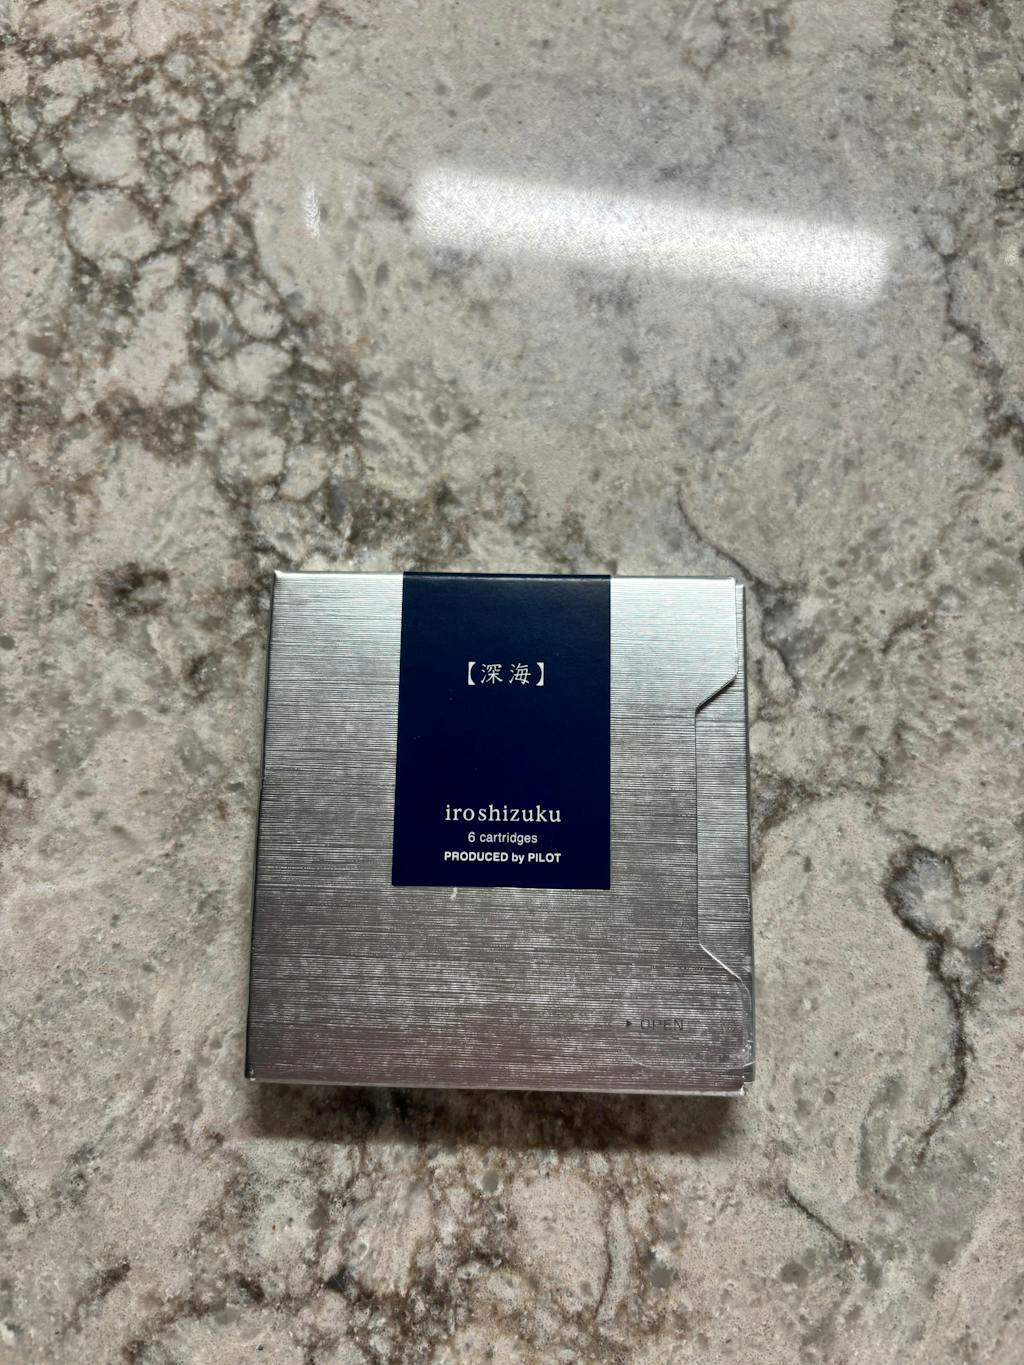 【深海】
iroshizuku
6 cartridges
PRODUCED by PILOT
▶ OPEN